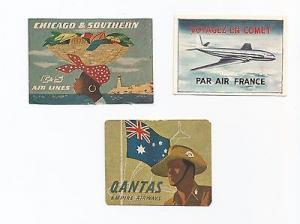 CHICAGO & SOUTHERN
C&S
AIR LINES
VOYAGEZ EN COMET
PAR AIR FRANCE
QANTAS
EMPIRE AIRWAYS